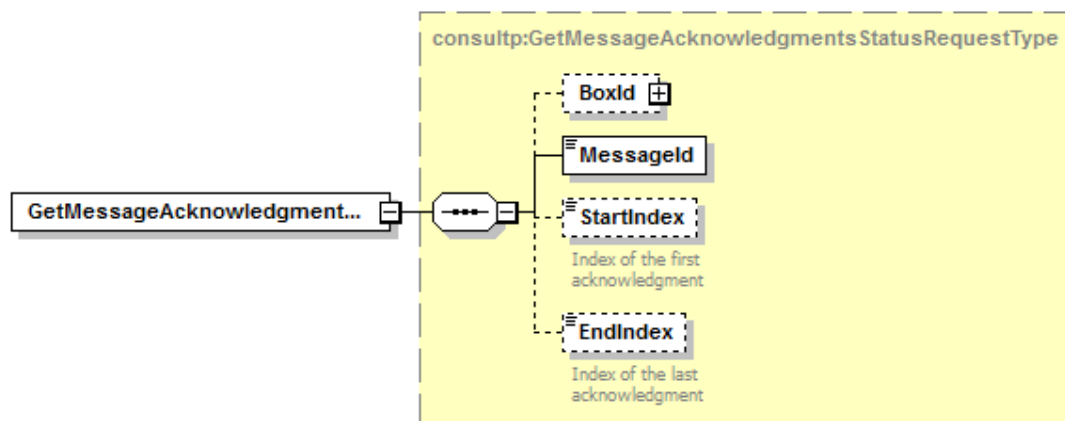 consultp:GetMessageAcknowledgmentsStatusRequestType
BoxId
MessageId
GetMessageAcknowledgment...
StartIndex
Index of the first
acknowledgment
EndIndex
Index of the last
acknowledgment